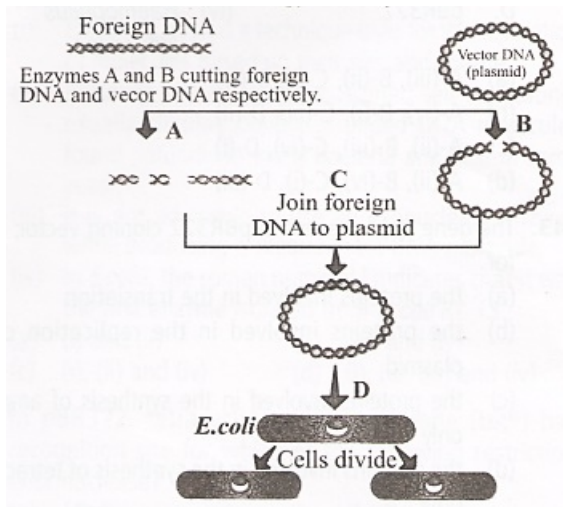 Foreign DNA
Vector DNA
(plasmid)
Enzymes A and B cutting foreign
DNA and vecor DNA respectively.
A
B
C
Join foreign
DNA to plasmid
D
E.coli
Cells divide